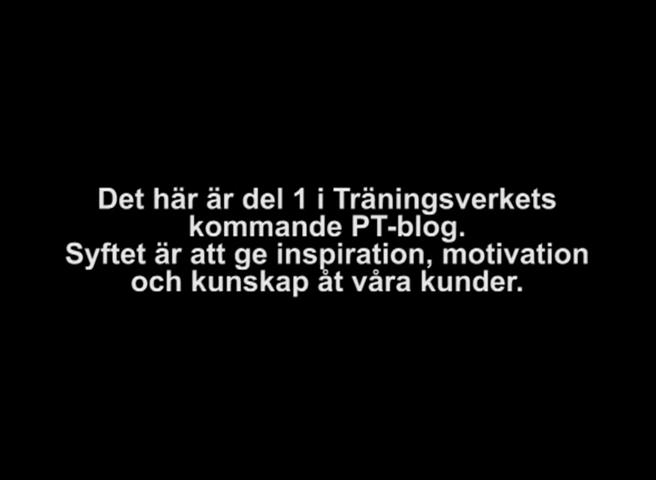 Det här är del 1 i Träningsverkets
kommande PT-blog.
Syftet är att ge inspiration, motivation
och kunskap åt våra kunder.